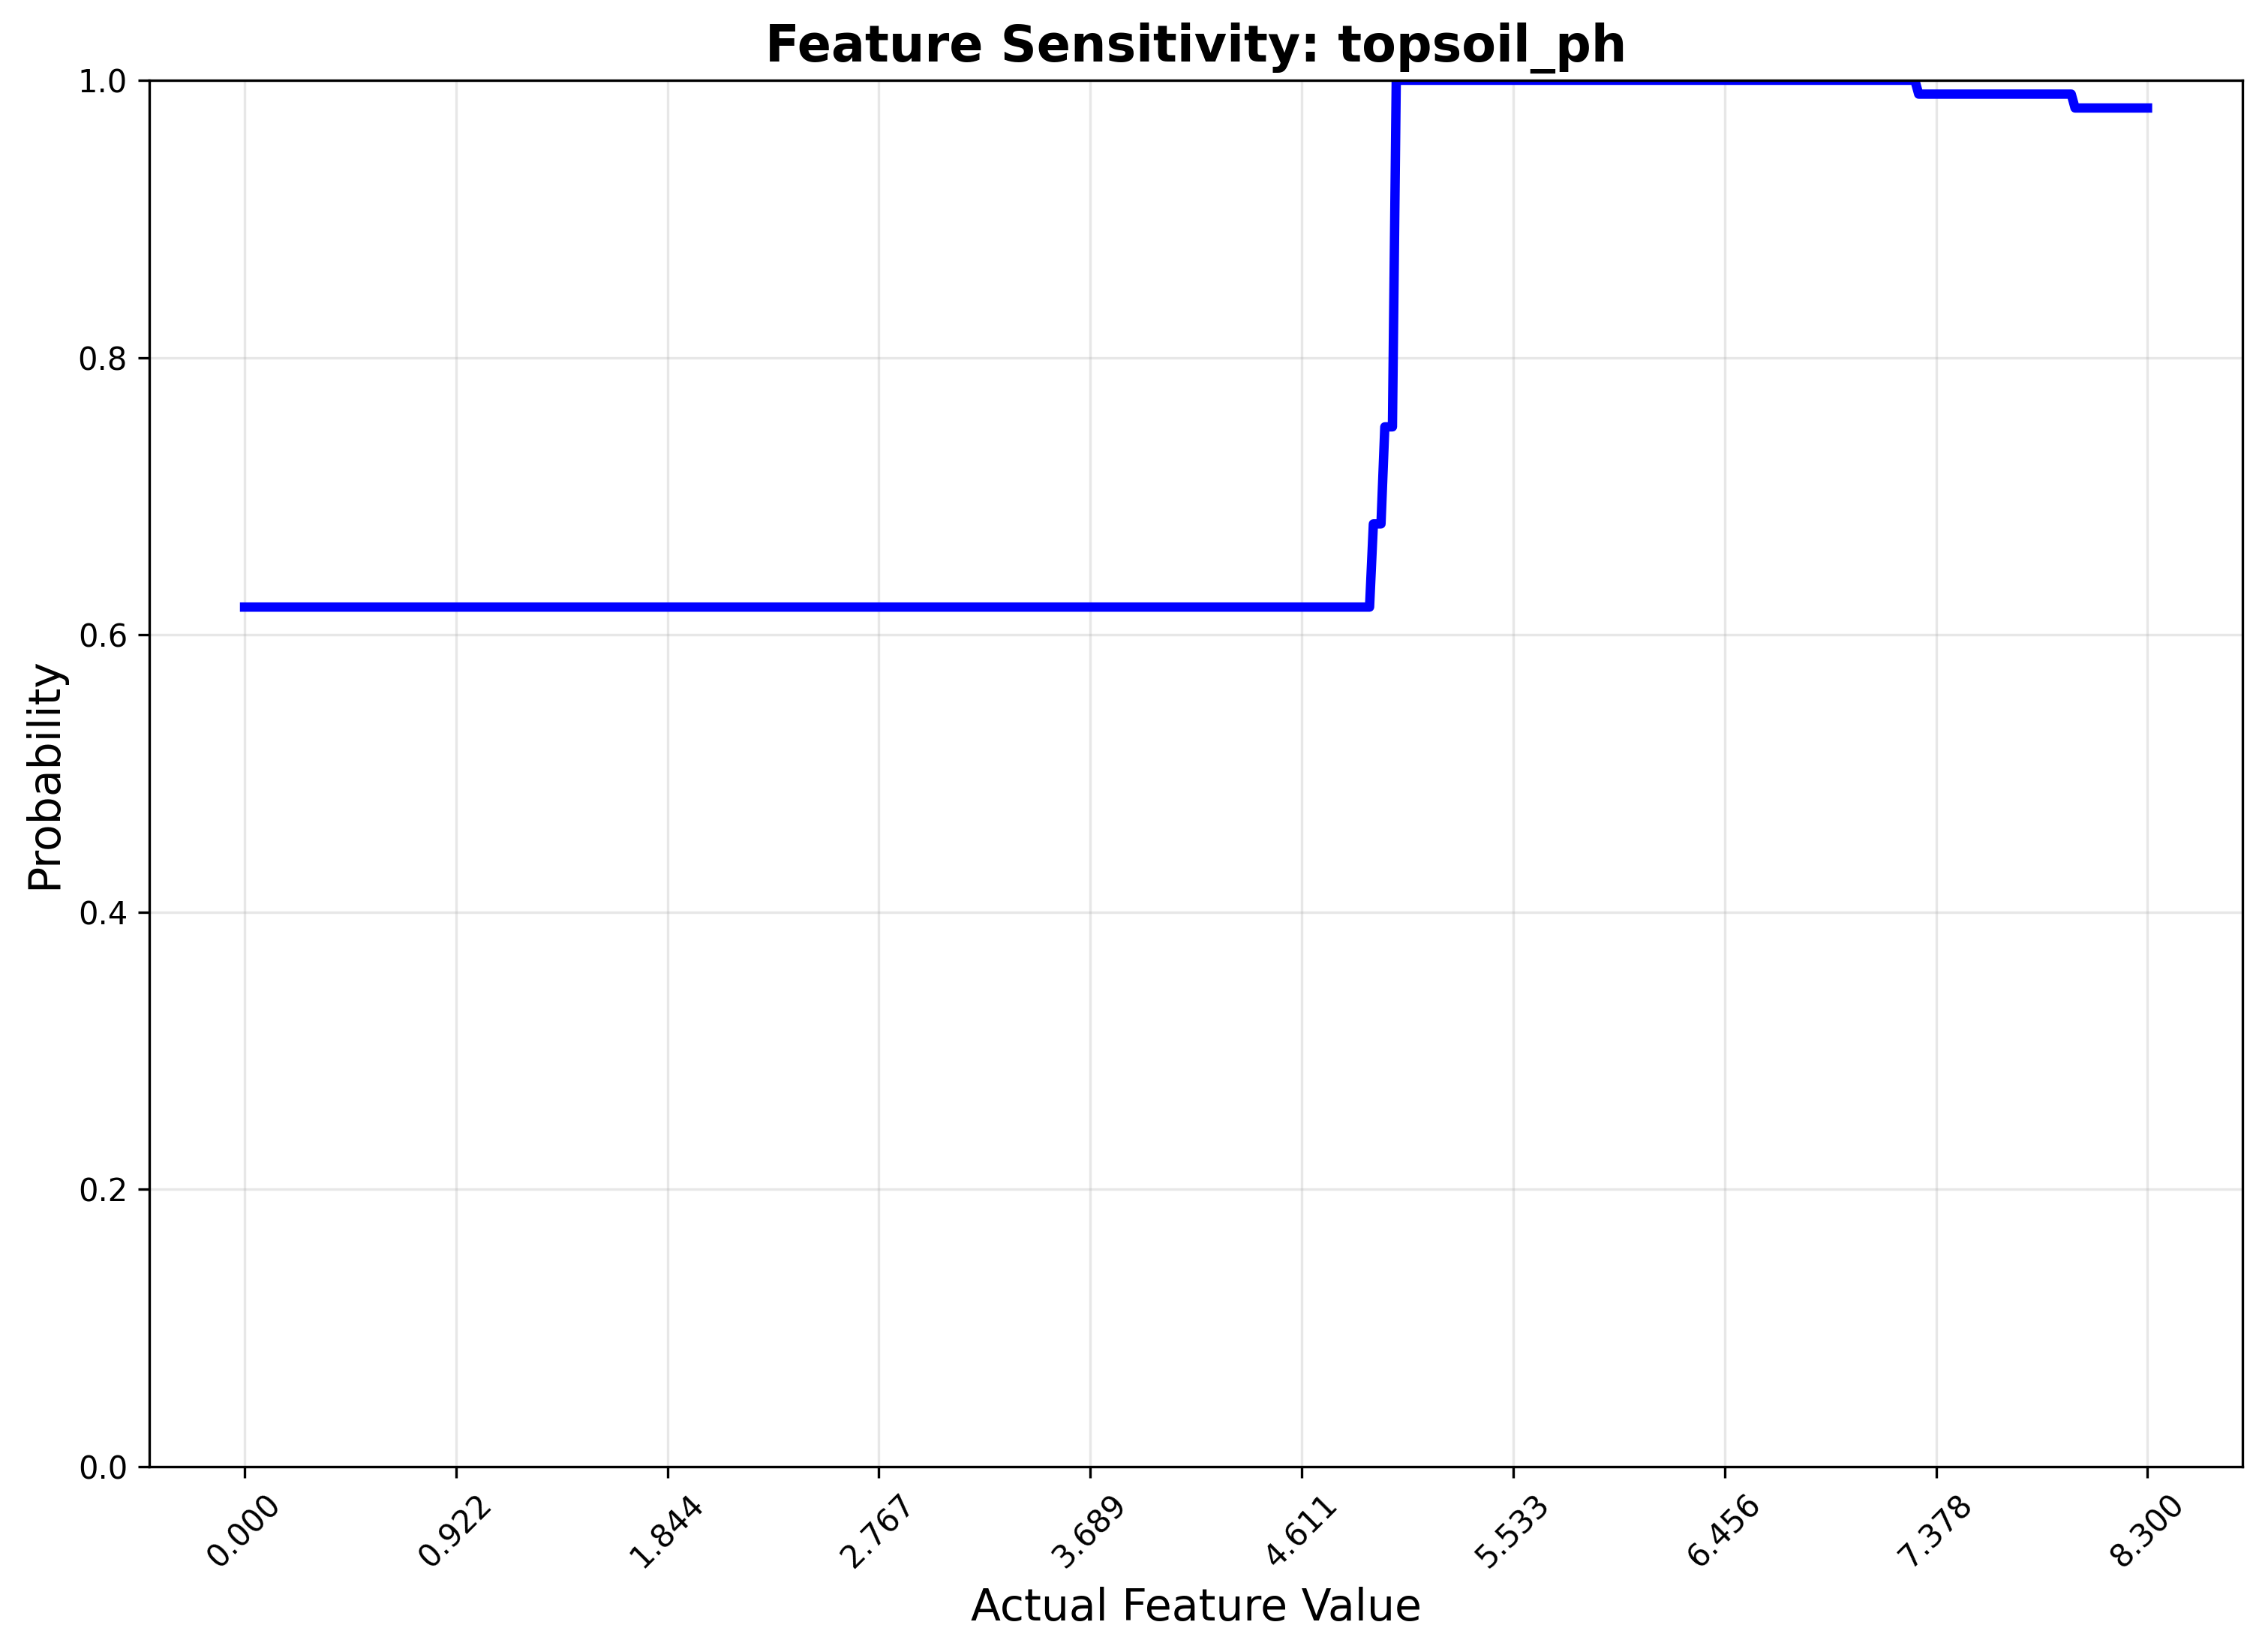 Feature Sensitivity: topsoil_ph
1.0
0.8
0.6
0.4
0.2
0.0
Probability
0.000 0.922 1.844 2.767 3.689 4.611 5.533 6.456 7.378 8.300
Actual Feature Value